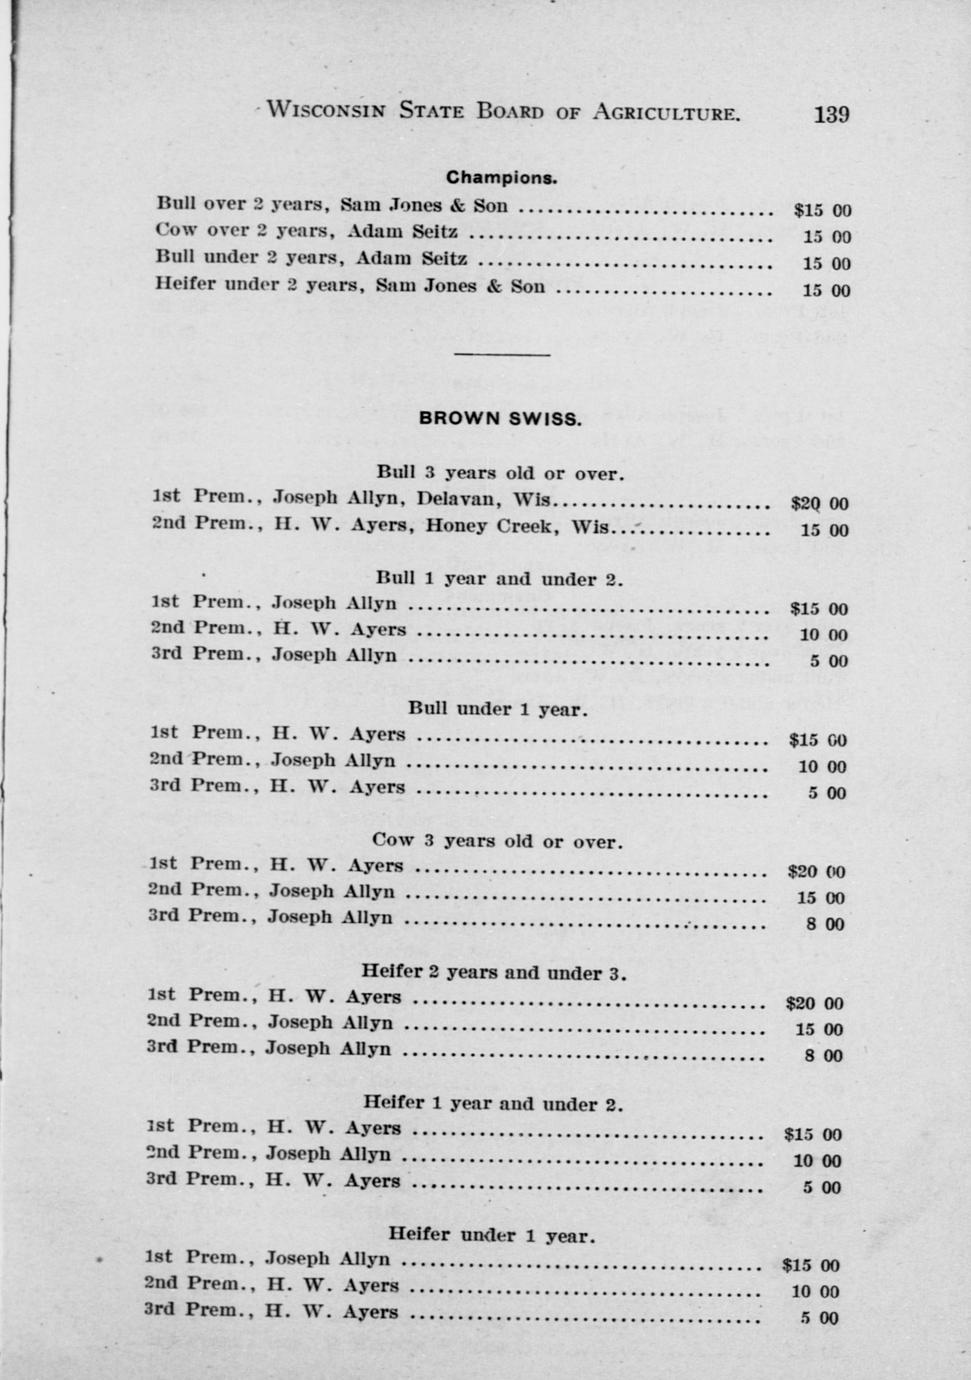 WISCONSIN STATE BOARD OF AGRICULTURE. 139
Champions.
Bull over 2 years, Sam Jones & Son ........................... $15 00
Cow over 2 years, Adam Seitz ................................ 15 00
Bull under 2 years, Adam Seitz ............................... 15 00
Heifer under 2 years, Sam Jones & Son ....................... 15 00
BROWN SWISS.
Bull 3 years old or over.
1st Prem., Joseph Allyn, Delavan, Wis....................... $20 00
2nd Prem., H. W. Ayers, Honey Creek, Wis................. 15 00
Bull 1 year and under 2.
1st Prem., Joseph Allyn ...................................... $15 00
2nd Prem., H. W. Ayers ..................................... 10 00
3rd Prem., Joseph Allyn ...................................... 5 00
Bull under 1 year.
1st Prem., H. W. Ayers ..................................... $15 00
2nd Prem., Joseph Allyn ...................................... 10 00
3rd Prem., H. W. Ayers ..................................... 5 00
Cow 3 years old or over.
1st Prem., H. W. Ayers ..................................... $20 00
2nd Prem., Joseph Allyn ...................................... 15 00
3rd Prem., Joseph Allyn ...................................... 8 00
Heifer 2 years and under 3.
1st Prem., H. W. Ayers ..................................... $20 00
2nd Prem., Joseph Allyn ...................................... 15 00
3rd Prem., Joseph Allyn ...................................... 8 00
Heifer 1 year and under 2.
1st Prem., H. W. Ayers ..................................... $15 00
2nd Prem., Joseph Allyn ...................................... 10 00
3rd Prem., H. W. Ayers ..................................... 5 00
Heifer under 1 year.
1st Prem., Joseph Allyn ...................................... $15 00
2nd Prem., H. W. Ayers ..................................... 10 00
3rd Prem., H. W. Ayers ..................................... 5 00